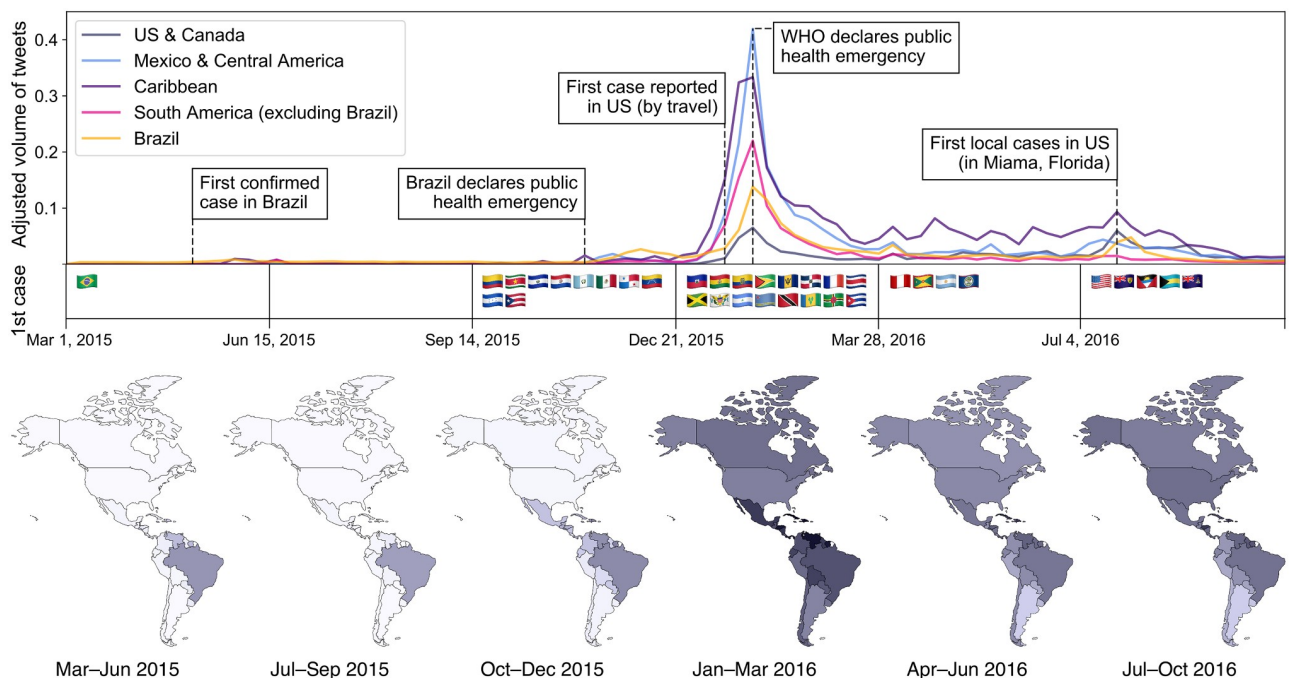 Adjusted volume of tweets
0.4
0.3
0.2
0.1
US & Canada
Mexico & Central America
Caribbean
South America (excluding Brazil)
Brazil
First confirmed
case in Brazil
Brazil declares public
health emergency
First case reported
in US (by travel)
WHO declares public
health emergency
First local cases in US
(in Miama, Florida)
1st case
Mar 1, 2015
Jun 15, 2015
Sep 14, 2015
Dec 21, 2015
Mar 28, 2016
Jul 4, 2016
Mar–Jun 2015
Jul–Sep 2015
Oct–Dec 2015
Jan–Mar 2016
Apr–Jun 2016
Jul–Oct 2016